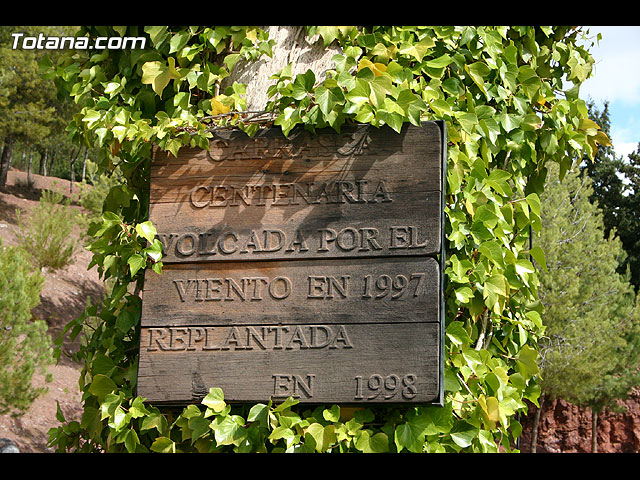 Totana.com
CARRASCA
CENTENARIA
VOLCADA POR EL
VIENTO EN 1997
REPLANTADA
EN 1998